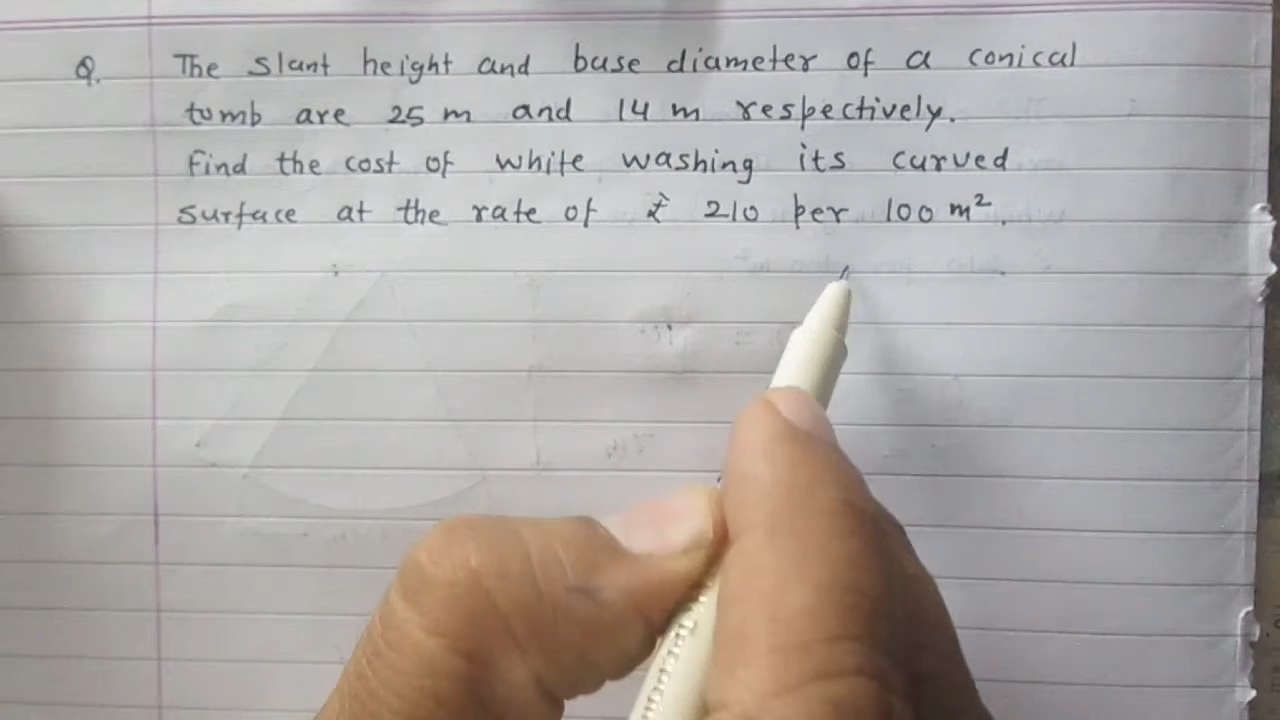 Q. The slant height and base diameter of a conical
tomb are 25 m and 14 m respectively.
Find the cost of white washing its curved
surface at the rate of ₹ 210 per 100 m².